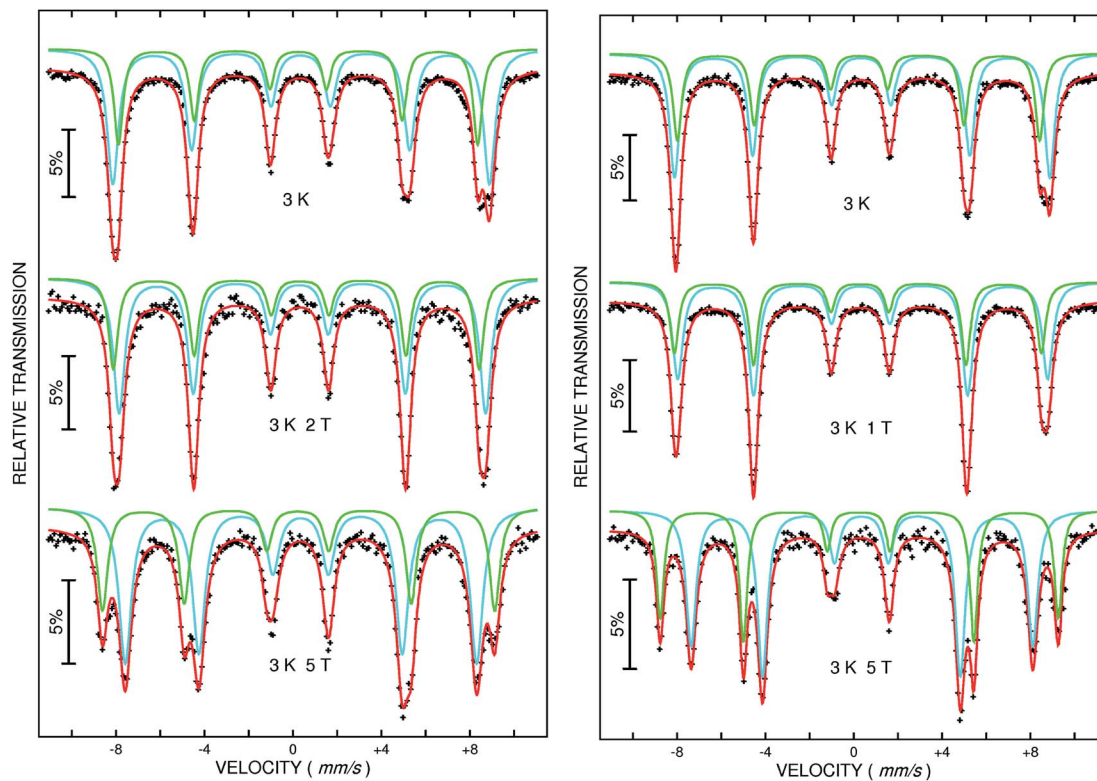 RELATIVE TRANSMISSION
5%
3 K
5%
3 K 2 T
5%
3 K 5 T
-8 -4 0 +4 +8
VELOCITY ( mm/s )
RELATIVE TRANSMISSION
5%
3 K
5%
3 K 1 T
5%
3 K 5 T
-8 -4 0 +4 +8
VELOCITY ( mm/s )